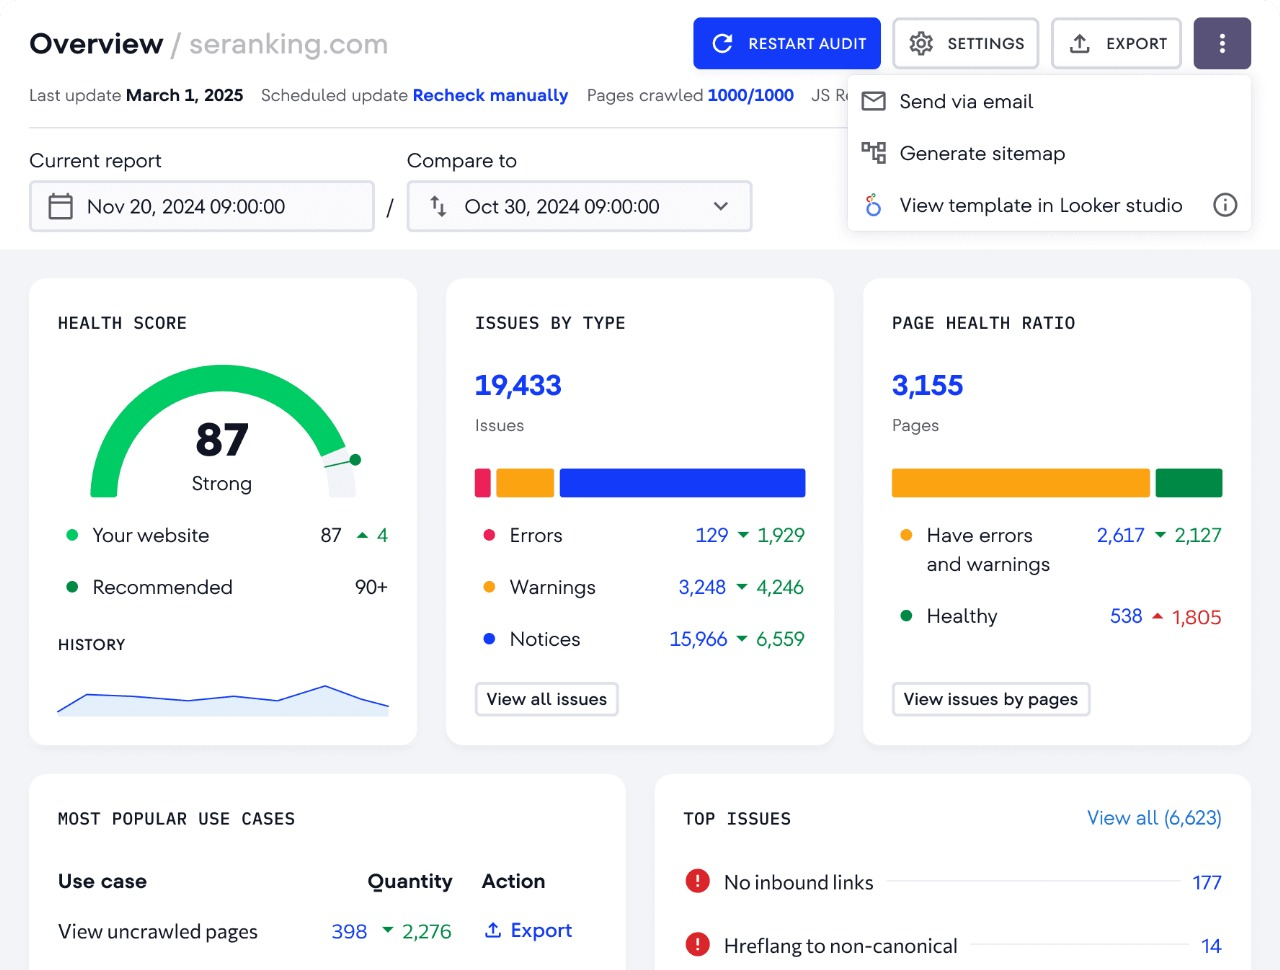 Overview / seranking.com
RESTART AUDIT
SETTINGS
EXPORT
Last update March 1, 2025 Scheduled update Recheck manually Pages crawled 1000/1000 JS
Send via email
Generate sitemap
View template in Looker studio
Current report
Nov 20, 2024 09:00:00
/
Compare to
Oct 30, 2024 09:00:00
HEALTH SCORE
87
Strong
Your website 87 4
Recommended 90+
HISTORY
ISSUES BY TYPE
19,433
Issues
Errors 129 1,929
Warnings 3,248 4,246
Notices 15,966 6,559
View all issues
PAGE HEALTH RATIO
3,155
Pages
Have errors 2,617 2,127
and warnings
Healthy 538 1,805
View issues by pages
MOST POPULAR USE CASES
Use case Quantity Action
View uncrawled pages 398 2,276 Export
TOP ISSUES View all (6,623)
No inbound links 177
Hreflang to non-canonical 14